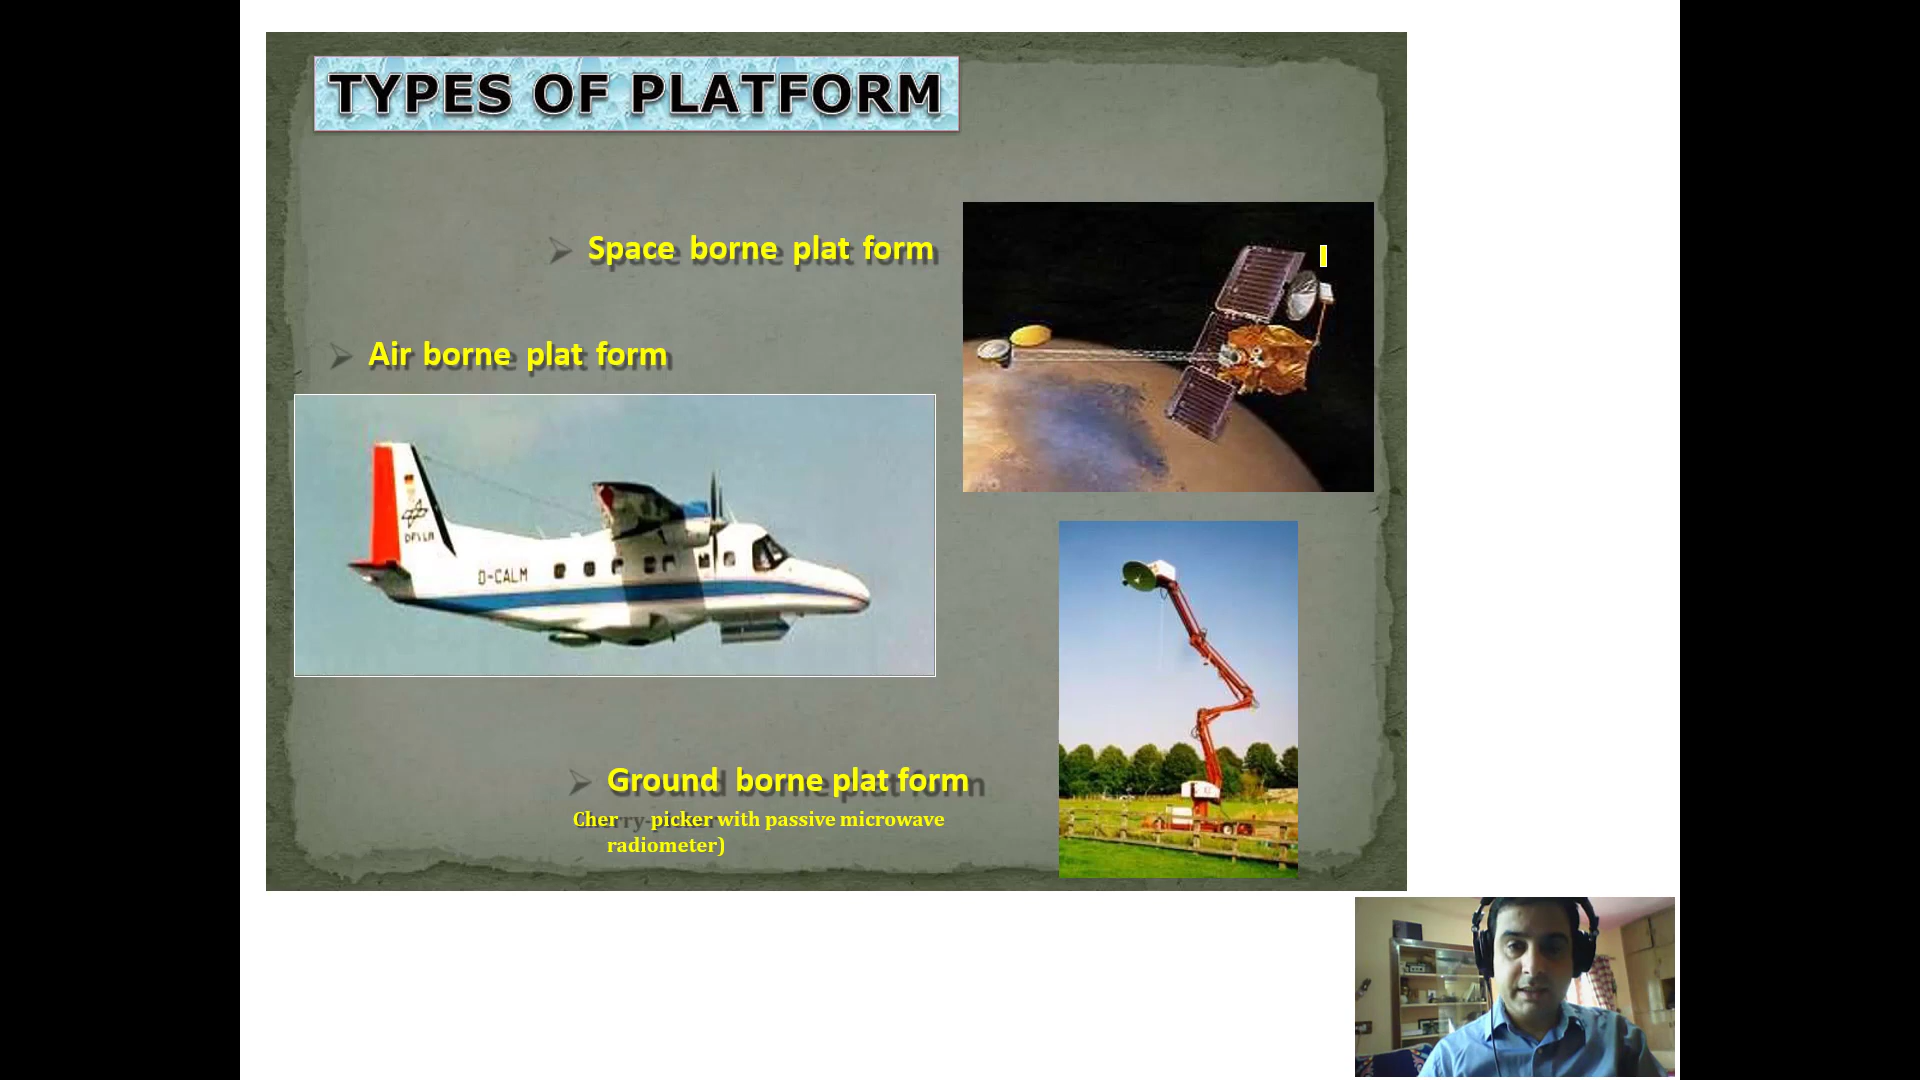 TYPES OF PLATFORM
Space borne plat form
Air borne plat form
D-CALM
Ground borne plat form
Cherry-picker with passive microwave
radiometer)